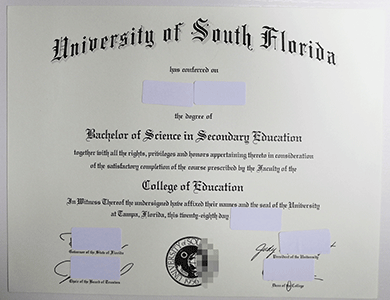 University of South Florida
has conferred on
the degree of
Bachelor of Science in Secondary Education
together with all the rights, privileges and honors appertaining thereto in consideration
of the satisfactory completion of the course prescribed by the Faculty of the
College of Education
In Witness Thereof the undersigned have affixed their names and the seal of the University
at Tampa, Florida, this twenty-eighth day
Governor of the State of Florida
President of the University
Chair of the Board of Trustees
Dean of College